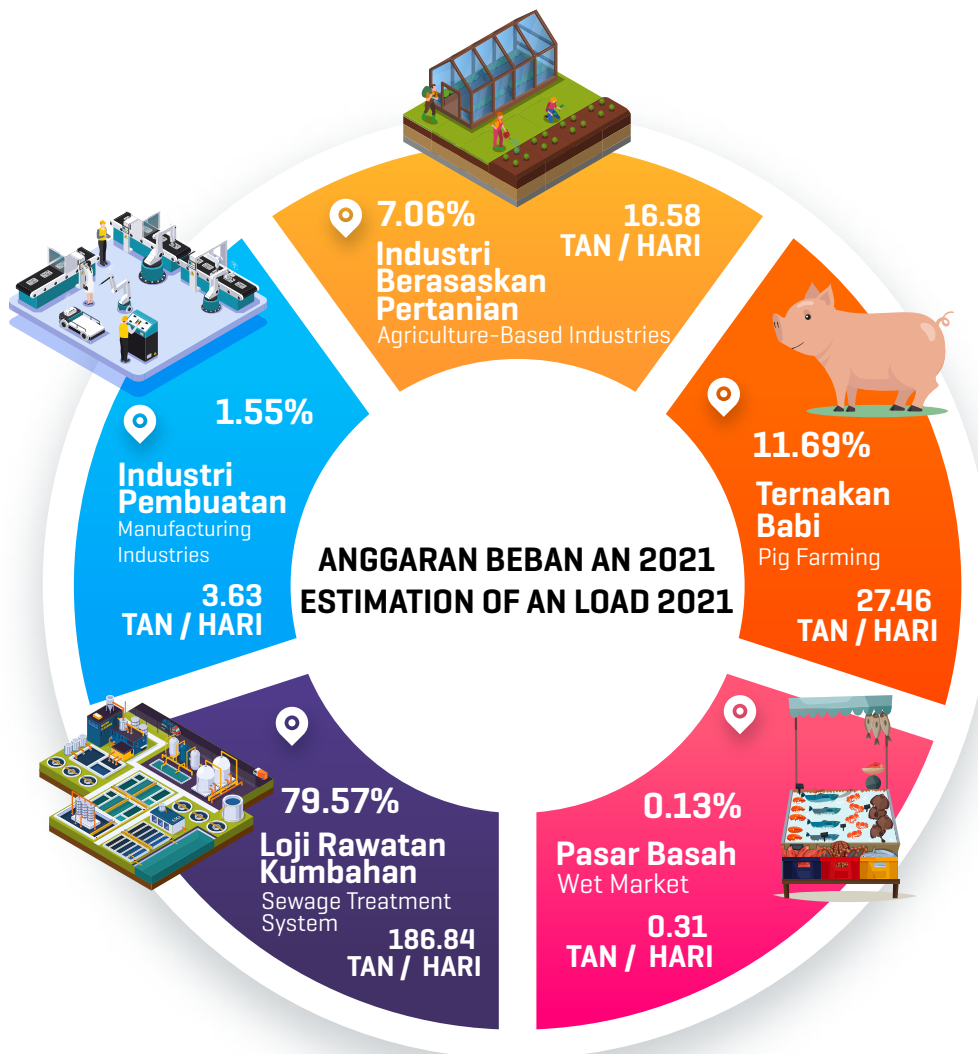 7.06%
Industri
Berasaskan
Pertanian
Agriculture-Based Industries
16.58
TAN / HARI
11.69%
Ternakan
Babi
Pig Farming
27.46
TAN / HARI
1.55%
Industri
Pembuatan
Manufacturing
Industries
3.63
TAN / HARI
ANGGARAN BEBAN AN 2021
ESTIMATION OF AN LOAD 2021
79.57%
Loji Rawatan
Kumbahan
Sewage Treatment
System
186.84
TAN / HARI
0.13%
Pasar Basah
Wet Market
0.31
TAN / HARI